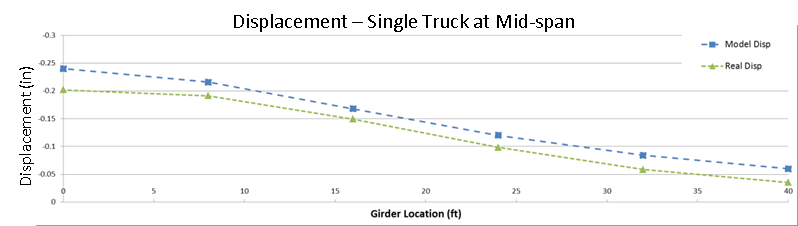 Displacement – Single Truck at Mid-span
-0.3
-0.25
-0.2
-0.15
-0.1
-0.05
0
Displacement (in)
0 5 10 15 20 25 30 35 40
Girder Location (ft)
Model Disp
Real Disp